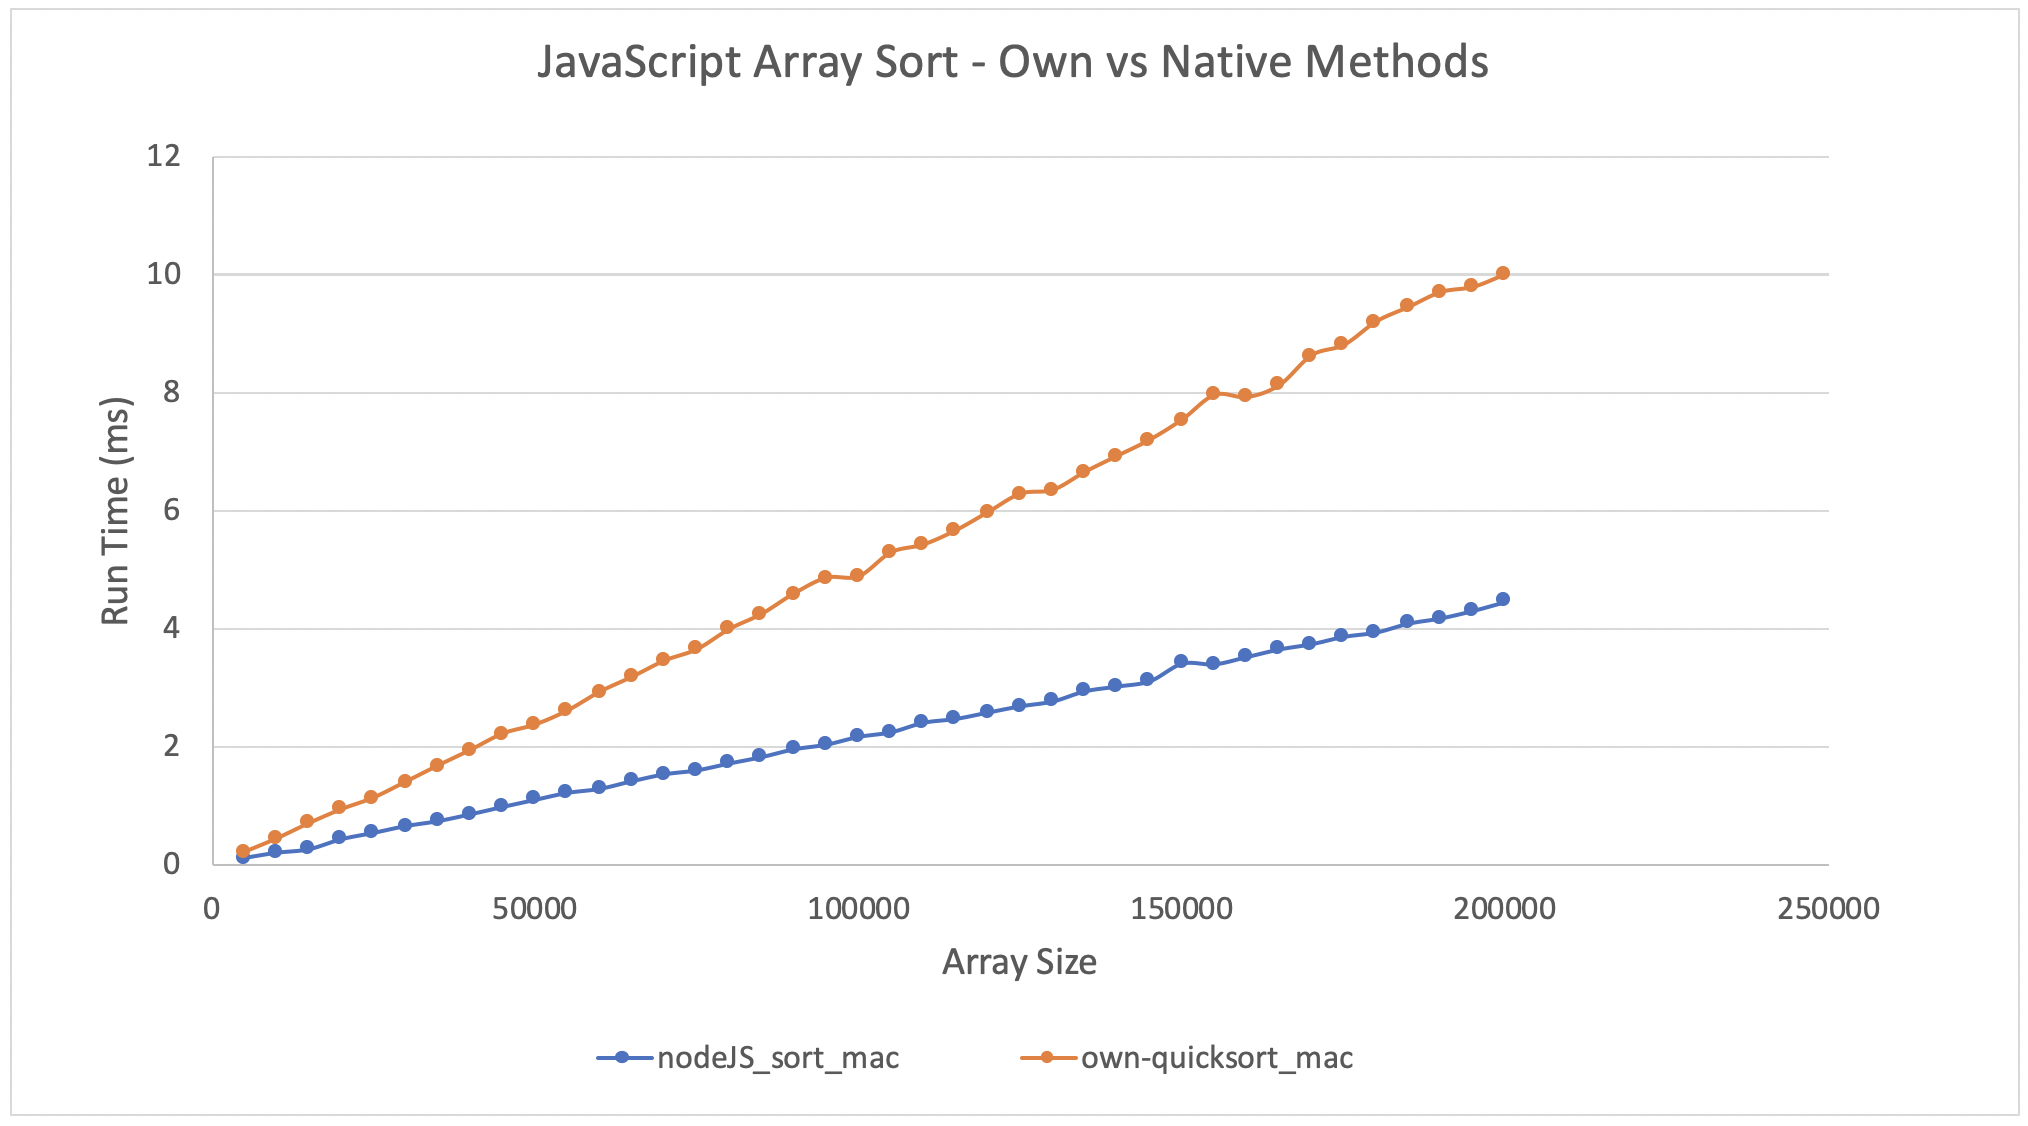 JavaScript Array Sort - Own vs Native Methods
12
10
8
6
4
2
0
Run Time (ms)
0 50000 100000 150000 200000 250000
Array Size
nodeJS_sort_mac own-quicksort_mac